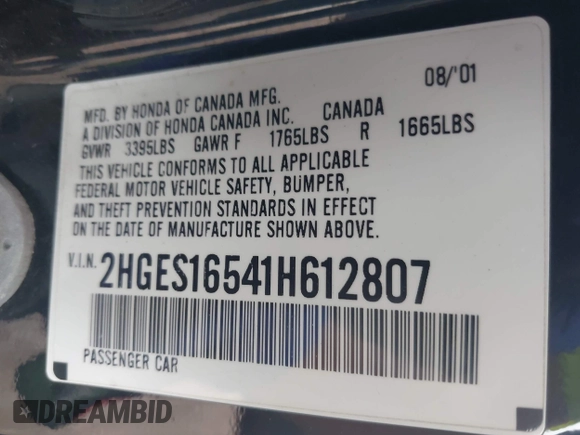 08/'01
MFD. BY HONDA OF CANADA MFG.
A DIVISION OF HONDA CANADA INC. CANADA
GVWR 3395LBS GAWR F 1765LBS R 1665LBS
THIS VEHICLE CONFORMS TO ALL APPLICABLE
FEDERAL MOTOR VEHICLE SAFETY, BUMPER,
AND THEFT PREVENTION STANDARDS IN EFFECT
ON THE DATE OF MANUFACTURE SHOWN ABOVE.
V.I.N. 2HGES16541H612807
PASSENGER CAR
DREAMBID